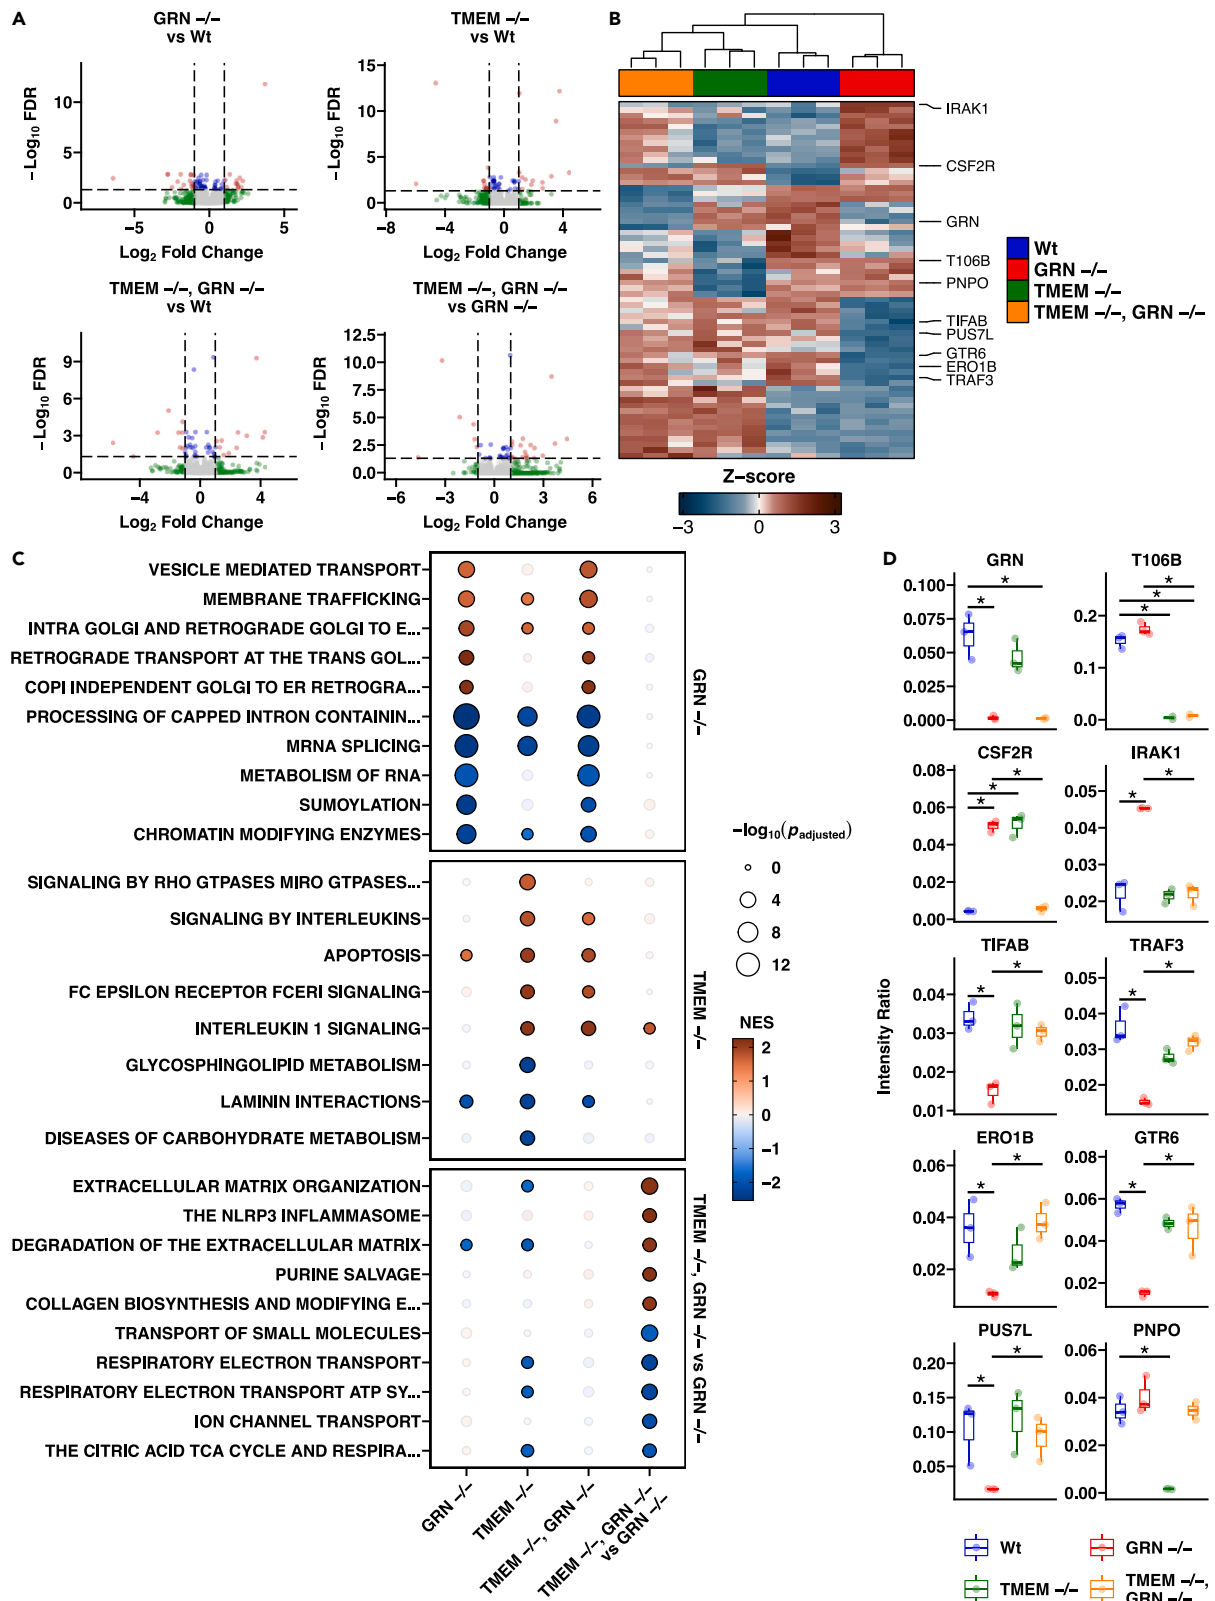 A
GRN −/−
vs Wt
−Log10 FDR
10
5
0
−5
0
5
Log2 Fold Change
TMEM −/−
vs Wt
−Log10 FDR
15
10
5
0
−8
−4
0
4
Log2 Fold Change
TMEM −/−, GRN −/−
vs Wt
−Log10 FDR
9
6
3
0
−4
0
4
Log2 Fold Change
TMEM −/−, GRN −/−
vs GRN −/−
−Log10 FDR
12.5
10.0
7.5
5.0
2.5
0.0
−6
−3
0
3
6
Log2 Fold Change
B
IRAK1
CSF2R
GRN
T106B
PNPO
TIFAB
PUS7L
GTR6
ERO1B
TRAF3
Wt
GRN −/−
TMEM −/−
TMEM −/−, GRN −/−
Z−score
−3
0
3
C
VESICLE MEDIATED TRANSPORT
MEMBRANE TRAFFICKING
INTRA GOLGI AND RETROGRADE GOLGI TO E...
RETROGRADE TRANSPORT AT THE TRANS GOL...
COPI INDEPENDENT GOLGI TO ER RETROGRA...
PROCESSING OF CAPPED INTRON CONTAININ...
MRNA SPLICING
METABOLISM OF RNA
SUMOYLATION
CHROMATIN MODIFYING ENZYMES
GRN −/−
SIGNALING BY RHO GTPASES MIRO GTPASES...
SIGNALING BY INTERLEUKINS
APOPTOSIS
FC EPSILON RECEPTOR FCERI SIGNALING
INTERLEUKIN 1 SIGNALING
GLYCOSPHINGOLIPID METABOLISM
LAMININ INTERACTIONS
DISEASES OF CARBOHYDRATE METABOLISM
TMEM −/−
EXTRACELLULAR MATRIX ORGANIZATION
THE NLRP3 INFLAMMASOME
DEGRADATION OF THE EXTRACELLULAR MATRIX
PURINE SALVAGE
COLLAGEN BIOSYNTHESIS AND MODIFYING E...
TRANSPORT OF SMALL MOLECULES
RESPIRATORY ELECTRON TRANSPORT
RESPIRATORY ELECTRON TRANSPORT ATP SY...
ION CHANNEL TRANSPORT
THE CITRIC ACID TCA CYCLE AND RESPIRA...
TMEM −/−, GRN −/− vs GRN −/−
GRN −/−
TMEM −/−
TMEM −/−, GRN −/−
TMEM −/−, GRN −/−
vs GRN −/−
−log10(padjusted)
0
4
8
12
NES
2
1
0
−1
−2
D
Intensity Ratio
GRN
0.100
0.075
0.050
0.025
0.000
*
*
T106B
0.2
0.1
0.0
*
*
*
CSF2R
0.08
0.06
0.04
0.02
0.00
*
*
*
IRAK1
0.05
0.04
0.03
0.02
*
*
TIFAB
0.04
0.03
0.02
0.01
*
*
TRAF3
0.05
0.04
0.03
0.02
*
*
ERO1B
0.06
0.04
0.02
0.00
*
*
GTR6
0.08
0.06
0.04
0.02
0.00
*
*
PUS7L
0.20
0.15
0.10
0.05
*
*
PNPO
0.06
0.04
0.02
0.00
*
Wt
GRN −/−
TMEM −/−
TMEM −/−,
GRN −/−